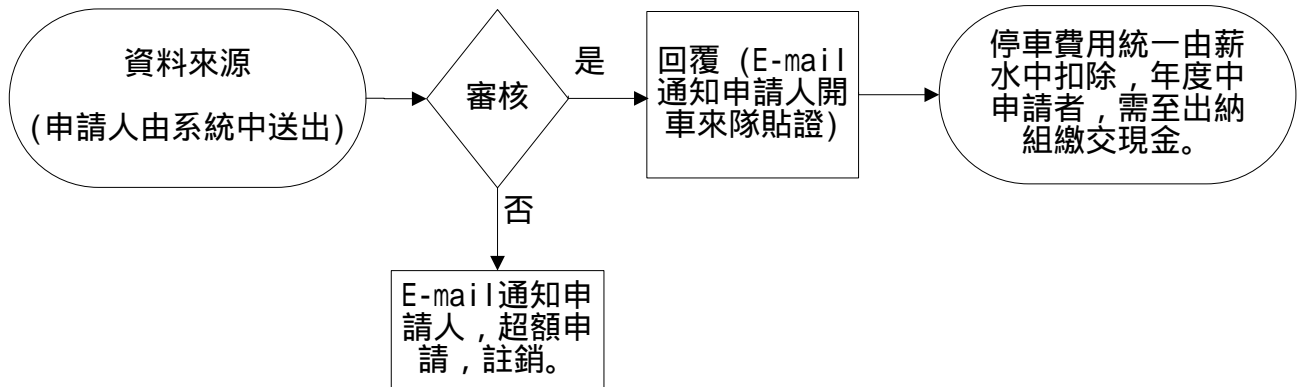 資料來源
(申請人由系統中送出)
審核
是
回覆 (E-mail
通知申請人開
車來隊貼證)
停車費用統一由薪
水中扣除，年度中
申請者，需至出納
組繳交現金。
否
E-mail通知申
請人，超額申
請，註銷。